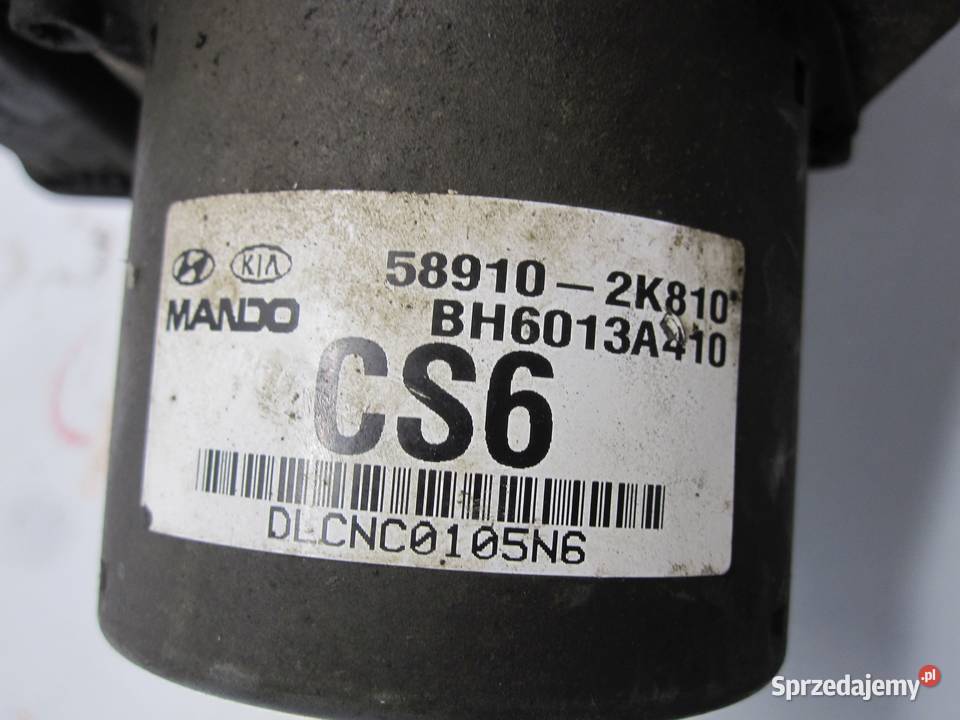 KIA 58910-2K810
MANDO BH6013A410
CS6
DLCNC0105N6
Sprzedajemy.pl